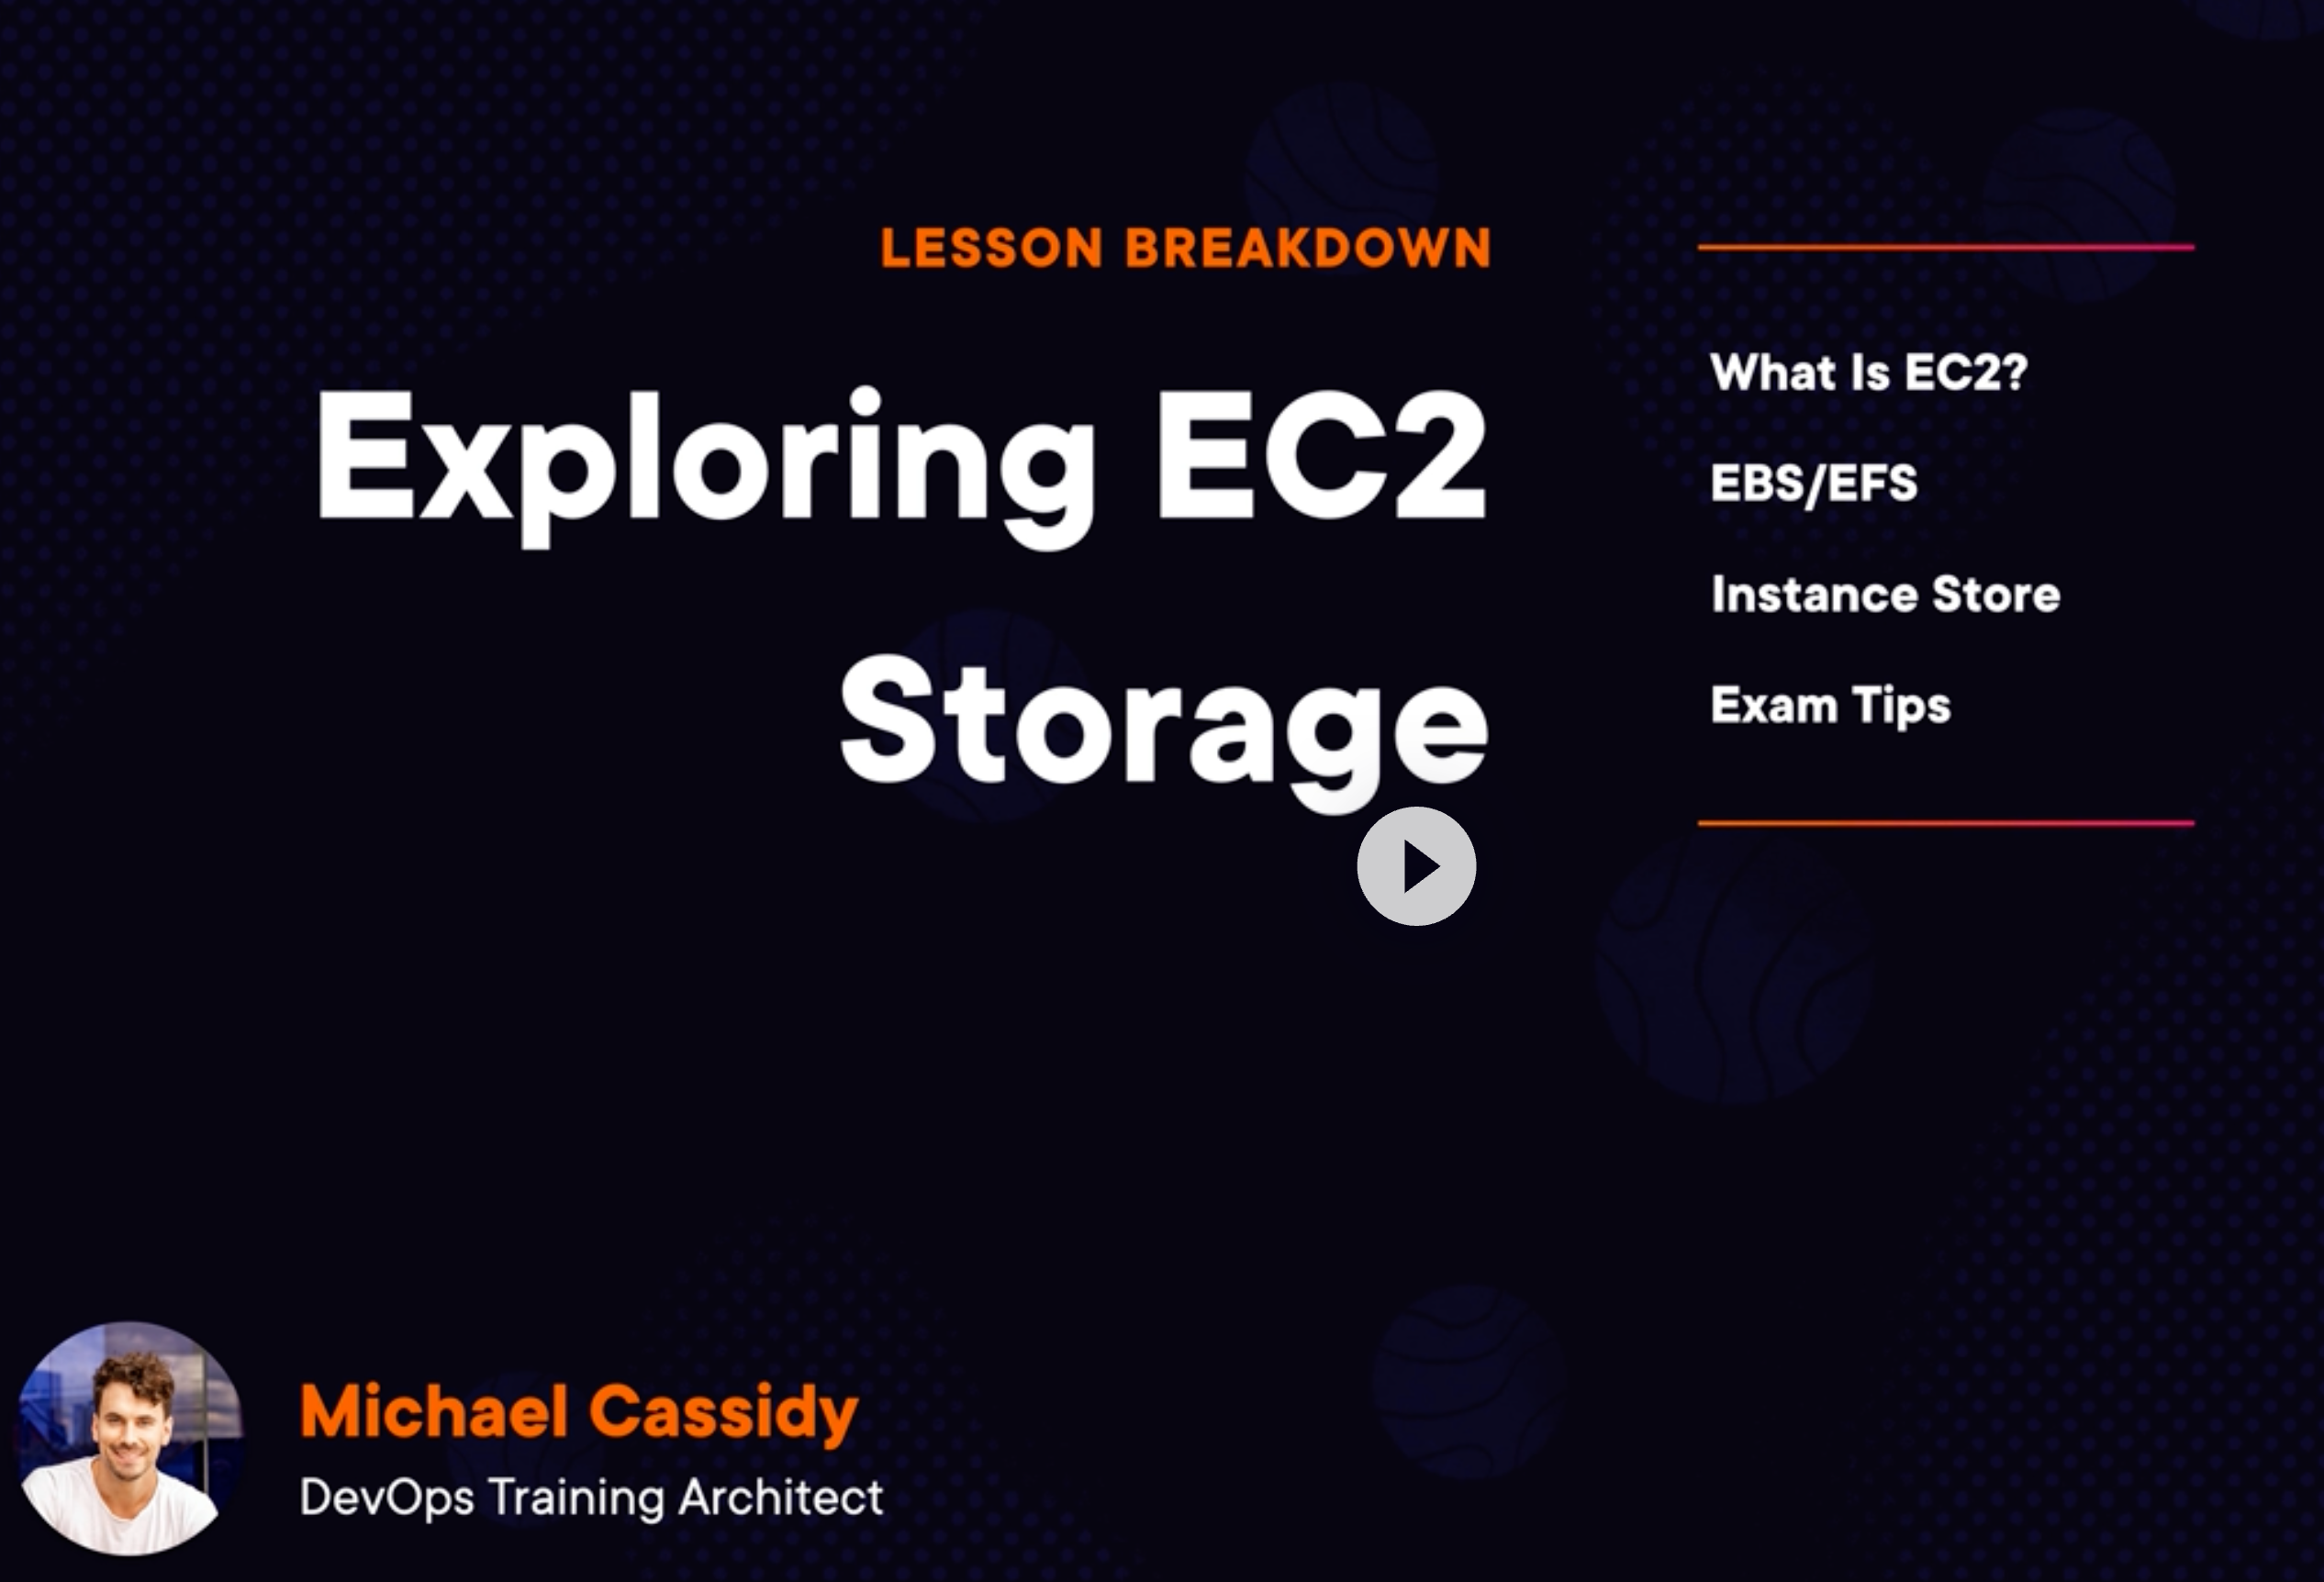 LESSON BREAKDOWN
Exploring EC2
Storage
What Is EC2?
EBS/EFS
Instance Store
Exam Tips
Michael Cassidy
DevOps Training Architect